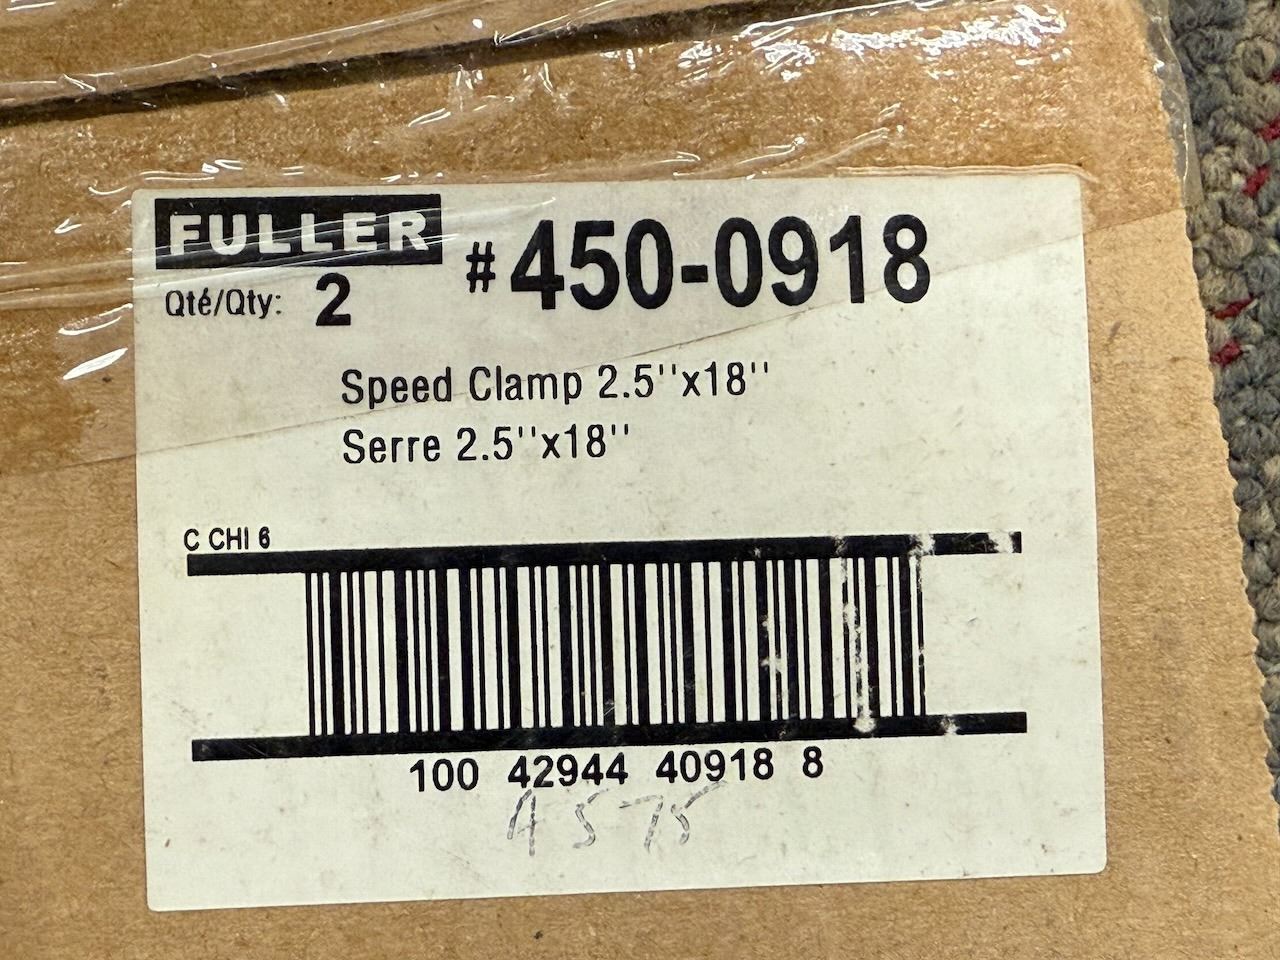 FULLER
#450-0918
Qté/Qty: 2
Speed Clamp 2.5''x18''
Serre 2.5''x18''
C CHI 6
100 42944 40918 8
A 575